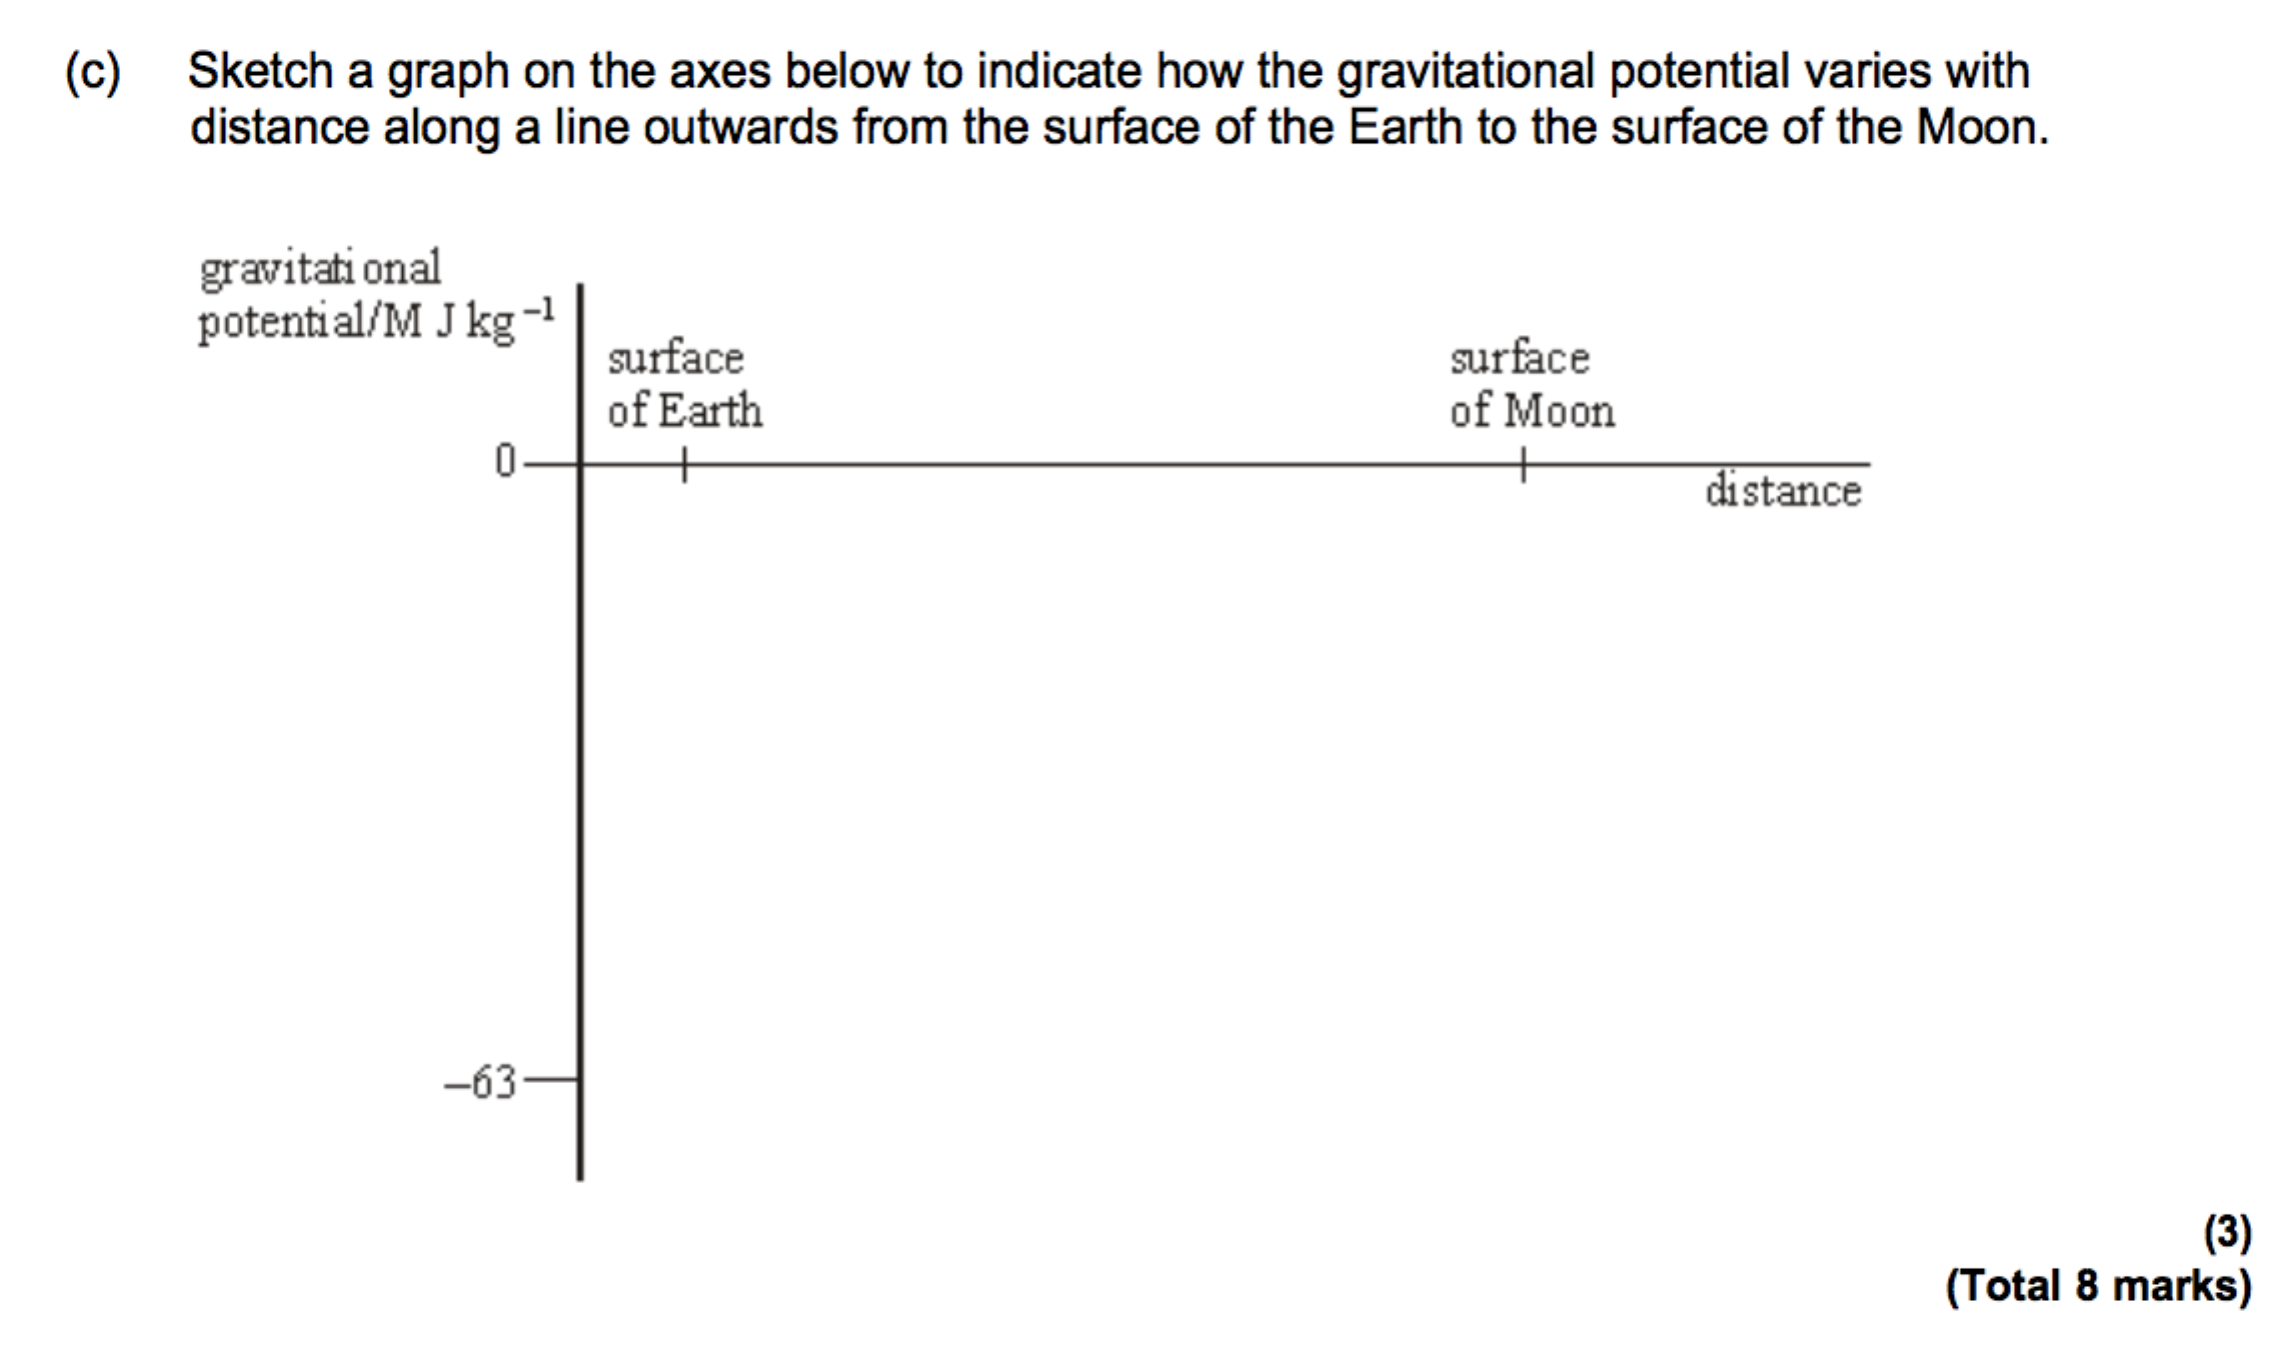 (c) Sketch a graph on the axes below to indicate how the gravitational potential varies with
distance along a line outwards from the surface of the Earth to the surface of the Moon.
gravitational
potential/M J kg⁻¹
surface
of Earth
surface
of Moon
0
distance
–63
(3)
(Total 8 marks)